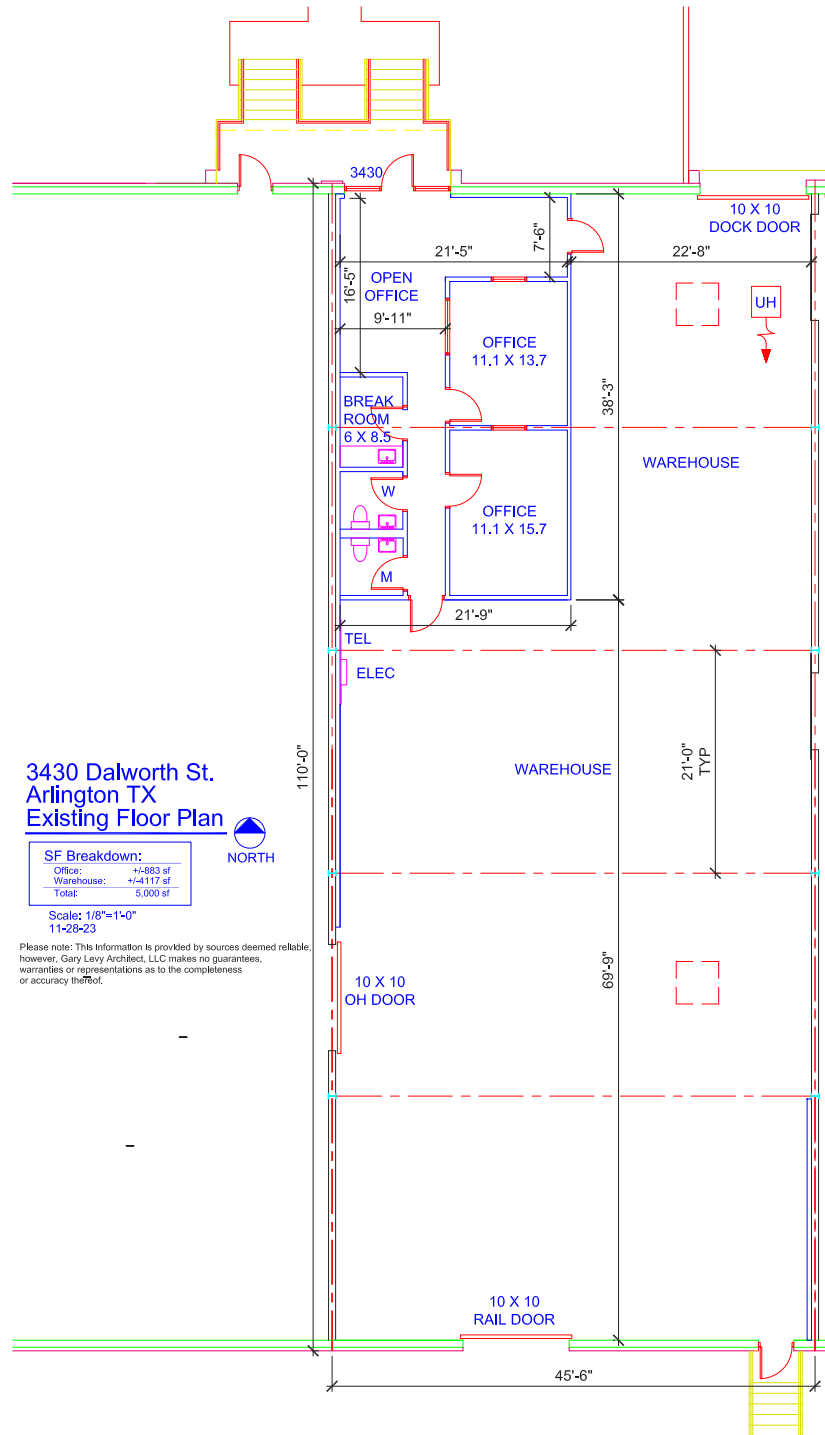 3430
10 X 10
DOCK DOOR
21'-5"
7'-6"
22'-8"
16'-5"
OPEN
OFFICE
UH
9'-11"
OFFICE
11.1 X 13.7
38'-3"
BREAK
ROOM
6 X 8.5
WAREHOUSE
W
OFFICE
11.1 X 15.7
M
21'-9"
TEL
ELEC
110'-0"
WAREHOUSE
21'-0"
TYP
3430 Dalworth St.
Arlington TX
Existing Floor Plan
NORTH
SF Breakdown:
Office: +/-883 sf
Warehouse: +/-4117 sf
Total: 5,000 sf
Scale: 1/8"=1'-0"
11-28-23
Please note: This information is provided by sources deemed reliable,
however, Gary Levy Architect, LLC makes no guarantees,
warranties or representations as to the completeness
or accuracy thereof.
69'-9"
10 X 10
OH DOOR
10 X 10
RAIL DOOR
45'-6"